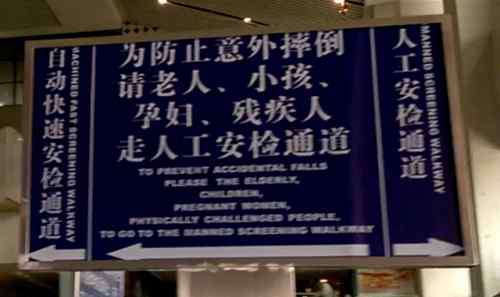 自动快速安检通道
MACHINE FAST SCREENING WALKWAY
为防止意外摔倒
请老人、小孩、
孕妇、残疾人
走人工安检通道
TO PREVENT ACCIDENTAL FALLS
PLEASE THE ELDERLY,
CHILDREN,
PREGNANT WOMEN,
PHYSICALLY CHALLENGED PEOPLE,
TO GO TO THE MANNED SCREENING WALKWAY
人工安检通道
MANNED SCREENING WALKWAY